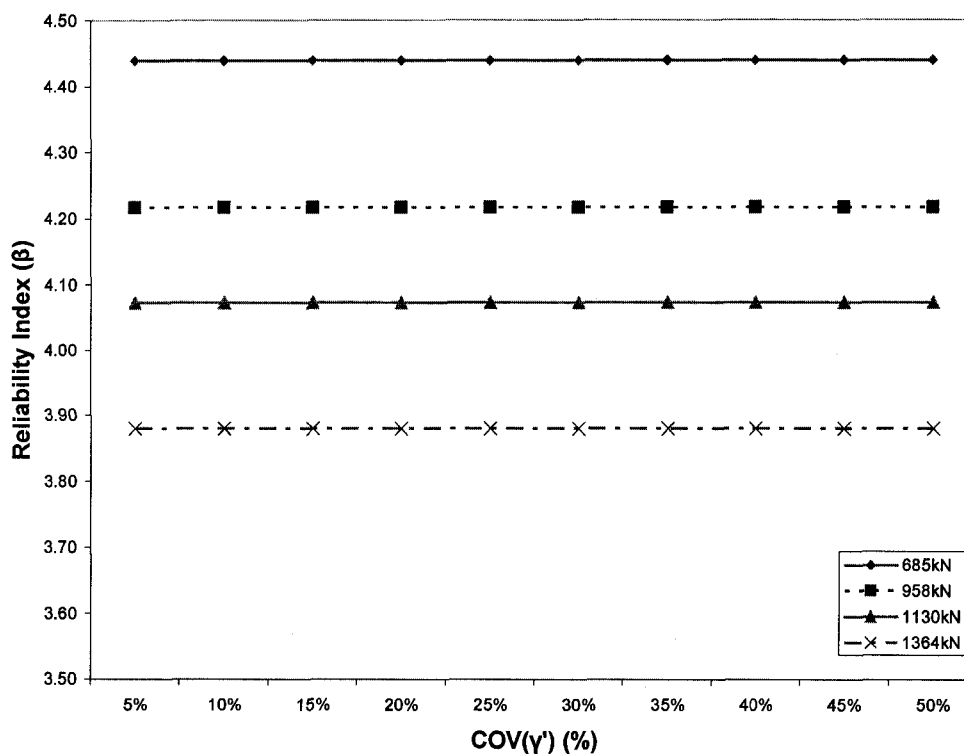 4.50
4.40
4.30
4.20
4.10
4.00
3.90
3.80
3.70
3.60
3.50
Reliability Index (β)
5% 10% 15% 20% 25% 30% 35% 40% 45% 50%
COV(γ') (%)
685kN
958kN
1130kN
1364kN